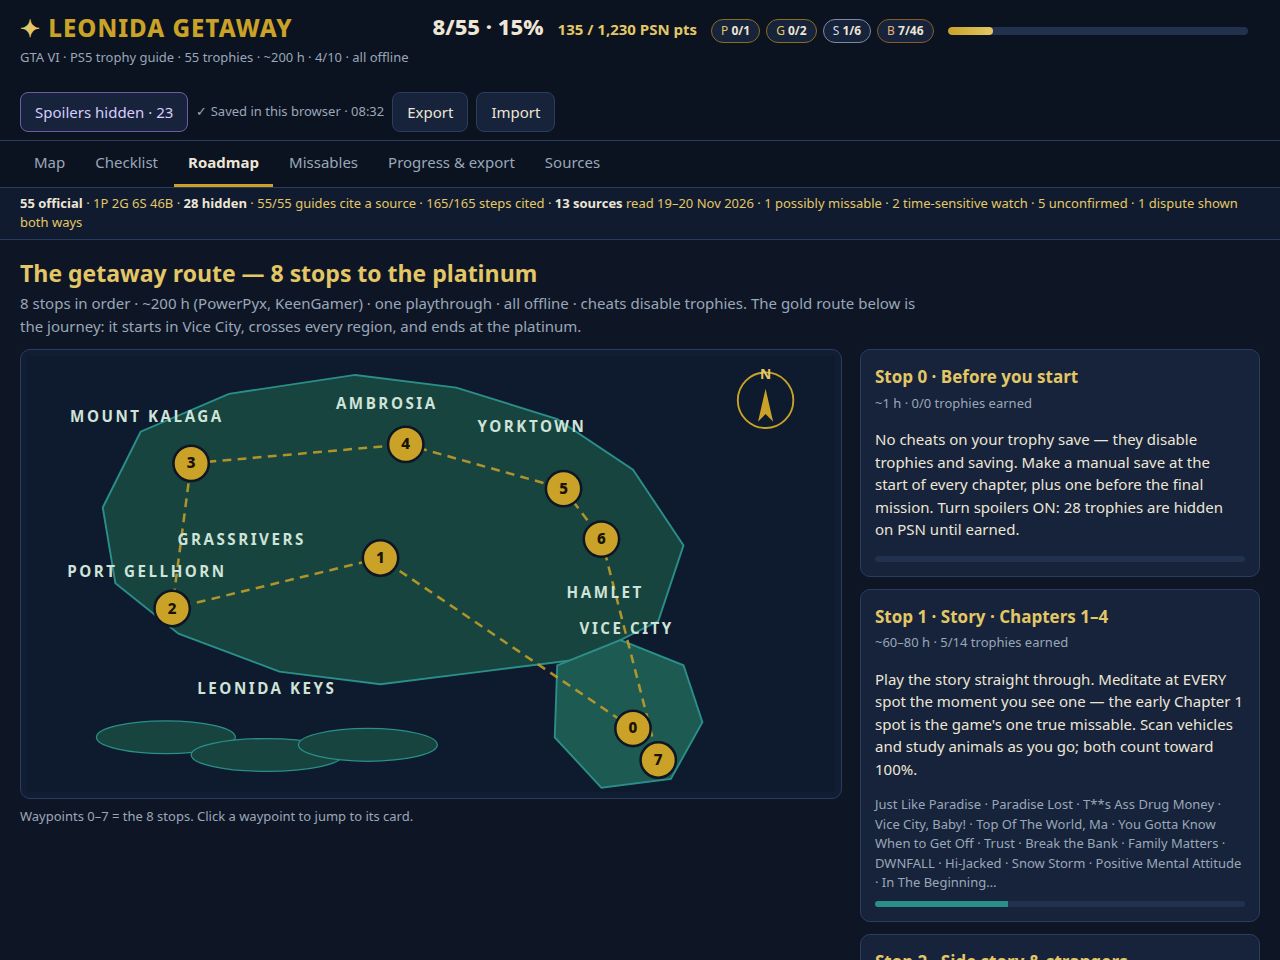 ✦ LEONIDA GETAWAY
GTA VI · PS5 trophy guide · 55 trophies · ~200 h · 4/10 · all offline
8/55 · 15%
135 / 1,230 PSN pts
P 0/1
G 0/2
S 1/6
B 7/46
Spoilers hidden · 23
✓ Saved in this browser · 08:32
Export
Import
Map
Checklist
Roadmap
Missables
Progress & export
Sources
55 official · 1P 2G 6S 46B · 28 hidden · 55/55 guides cite a source · 165/165 steps cited · 13 sources read 19–20 Nov 2026 · 1 possibly missable · 2 time-sensitive watch · 5 unconfirmed · 1 dispute shown
both ways
The getaway route — 8 stops to the platinum
8 stops in order · ~200 h (PowerPyx, KeenGamer) · one playthrough · all offline · cheats disable trophies. The gold route below is
the journey: it starts in Vice City, crosses every region, and ends at the platinum.
N
AMBROSIA
MOUNT KALAGA
YORKTOWN
4
3
5
GRASSRIVERS
6
1
PORT GELLHORN
HAMLET
2
VICE CITY
LEONIDA KEYS
0
7
Waypoints 0–7 = the 8 stops. Click a waypoint to jump to its card.
Stop 0 · Before you start
~1 h · 0/0 trophies earned
No cheats on your trophy save — they disable
trophies and saving. Make a manual save at the
start of every chapter, plus one before the final
mission. Turn spoilers ON: 28 trophies are hidden
on PSN until earned.
Stop 1 · Story · Chapters 1–4
~60–80 h · 5/14 trophies earned
Play the story straight through. Meditate at EVERY
spot the moment you see one — the early Chapter 1
spot is the game's one true missable. Scan vehicles
and study animals as you go; both count toward
100%.
Just Like Paradise · Paradise Lost · T**s Ass Drug Money ·
Vice City, Baby! · Top Of The World, Ma · You Gotta Know
When to Get Off · Trust · Break the Bank · Family Matters ·
DWNFALL · Hi-Jacked · Snow Storm · Positive Mental Attitude
· In The Beginning…
Stop 2 · Side story & strangers